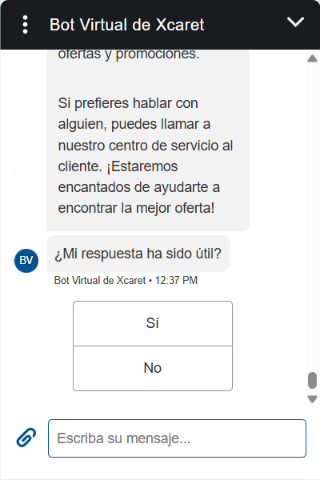 Bot Virtual de Xcaret
ofertas y promociones.
Si prefieres hablar con
alguien, puedes llamar a
nuestro centro de servicio al
cliente. ¡Estaremos
encantados de ayudarte a
encontrar la mejor oferta!
¿Mi respuesta ha sido útil?
BV
Bot Virtual de Xcaret • 12:37 PM
Sí
No
Escriba su mensaje...